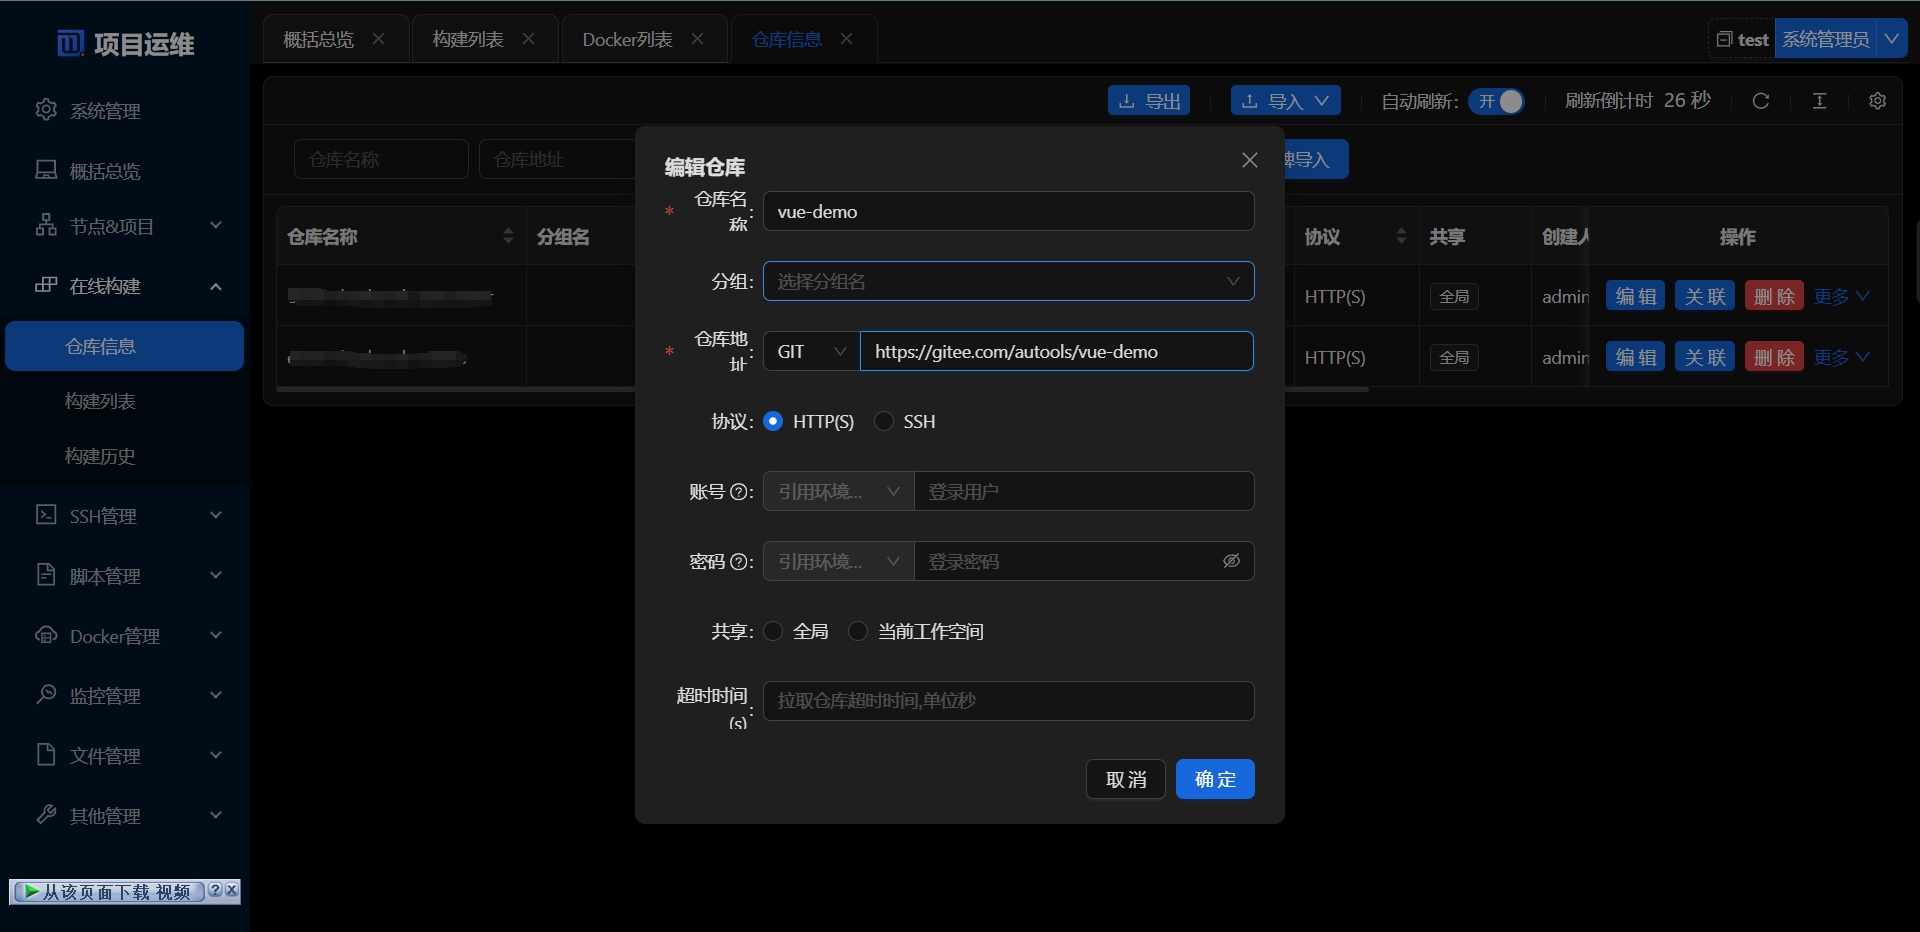 项目运维
概括总览
构建列表
Docker列表
仓库信息
test
系统管理员
系统管理
概括总览
节点&项目
在线构建
仓库信息
构建列表
构建历史
SSH管理
脚本管理
Docker管理
监控管理
文件管理
其他管理
从该页面下载 视频
导出
导入
自动刷新:
开
刷新倒计时 26 秒
仓库名称
仓库地址
导入
仓库名称
分组名
协议
共享
创建人
操作
HTTP(S)
全局
admin
编辑
关联
删除
更多
HTTP(S)
全局
admin
编辑
关联
删除
更多
编辑仓库
* 仓库名称:
vue-demo
分组:
选择分组名
* 仓库地址:
GIT
https://gitee.com/autools/vue-demo
协议:
HTTP(S)
SSH
账号 :
引用环境...
登录用户
密码 :
引用环境...
登录密码
共享:
全局
当前工作空间
超时时间(s):
拉取仓库超时时间,单位秒
取消
确定